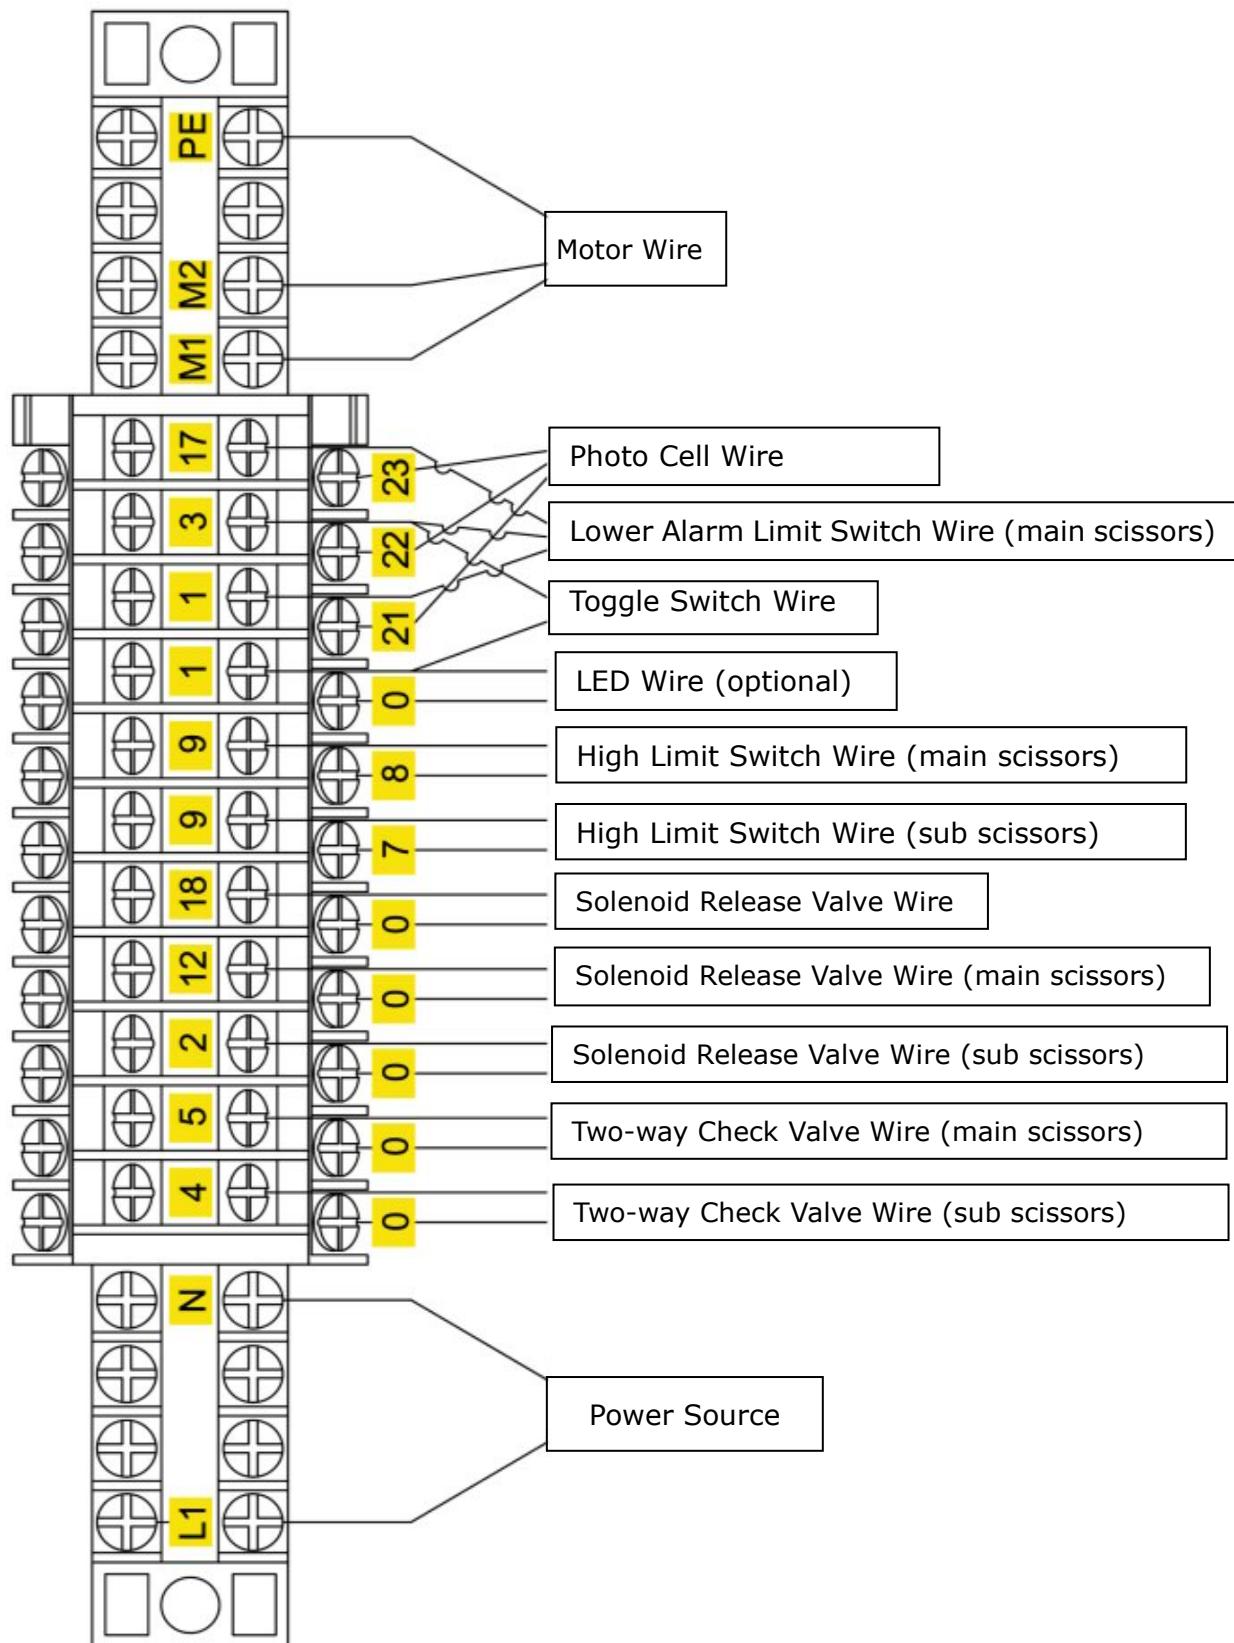 PE
M2
Motor Wire
M1
17
23
Photo Cell Wire
3
Lower Alarm Limit Switch Wire (main scissors)
22
1
Toggle Switch Wire
21
1
LED Wire (optional)
0
9
High Limit Switch Wire (main scissors)
8
9
High Limit Switch Wire (sub scissors)
7
18
Solenoid Release Valve Wire
0
12
Solenoid Release Valve Wire (main scissors)
0
2
Solenoid Release Valve Wire (sub scissors)
0
5
Two-way Check Valve Wire (main scissors)
0
4
Two-way Check Valve Wire (sub scissors)
0
N
Power Source
L1